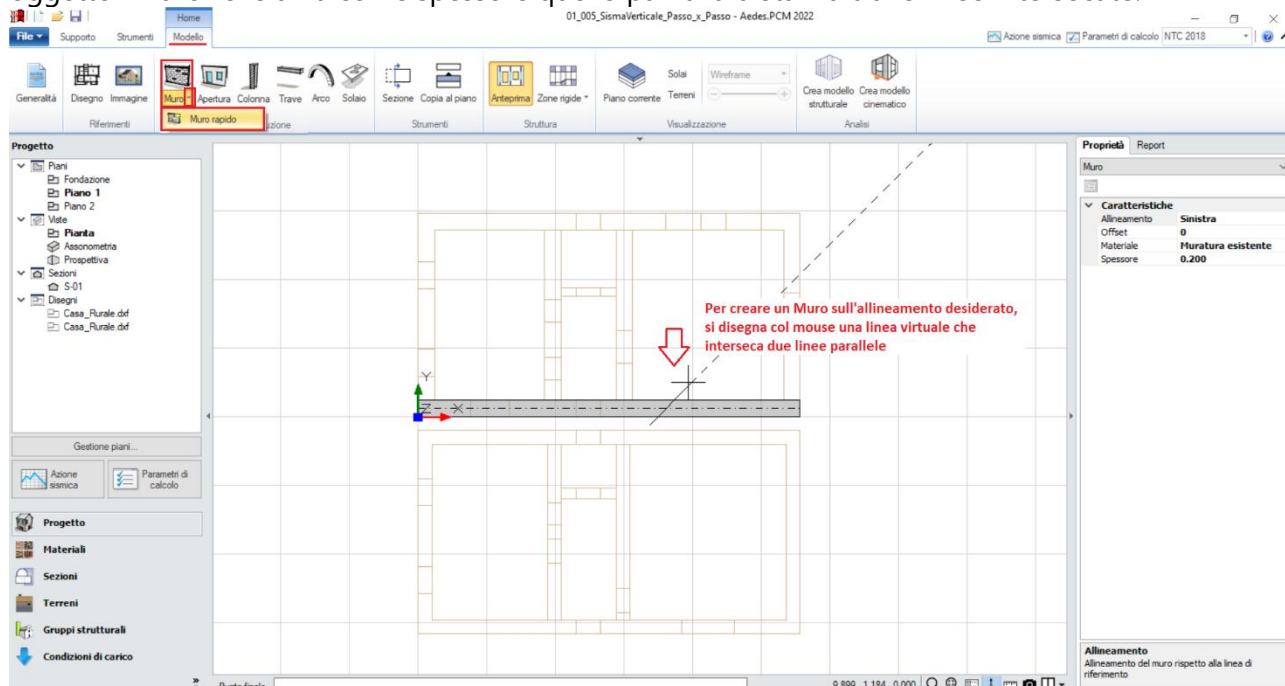 01_005_SismaVerticale_Passo_x_Passo - Aedes.PCM 2022
Home
File Supporto Strumenti Modello
Azione sismica Parametri di calcolo NTC 2018
Generalità Disegno Immagine Muro Apertura Colonna Trave Arco Solaio Sezione Copia al piano Anteprima Zone rigide Piano corrente
Solai Wireframe
Terreni
Crea modello strutturale
Crea modello cinematico
Muro rapido
Riferimenti Strumenti Struttura Visualizzazione Analisi
Progetto
Piani
Fondazione
Piano 1
Piano 2
Viste
Pianta
Assonometria
Prospettiva
Sezioni
S-01
Disegni
Casa_Rurale.dxf
Casa_Rurale.dxf
Gestione piani...
Azione sismica
Parametri di calcolo
Progetto
Materiali
Sezioni
Terreni
Gruppi strutturali
Condizioni di carico
Per creare un Muro sull'allineamento desiderato,
si disegna col mouse una linea virtuale che
interseca due linee parallele
Y
Z X
Proprietà Report
Muro
Caratteristiche
Allineamento Sinistra
Offset 0
Materiale Muratura esistente
Spessore 0.200
Allineamento
Allineamento del muro rispetto alla linea di
riferimento